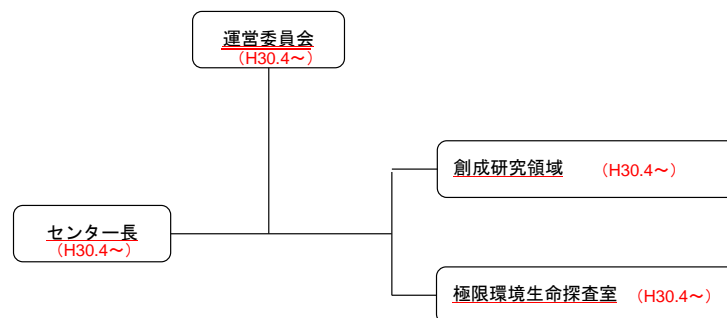 運営委員会
（H30.4～）
創成研究領域　（H30.4～）
センター長
（H30.4～）
極限環境生命探査室　（H30.4～）